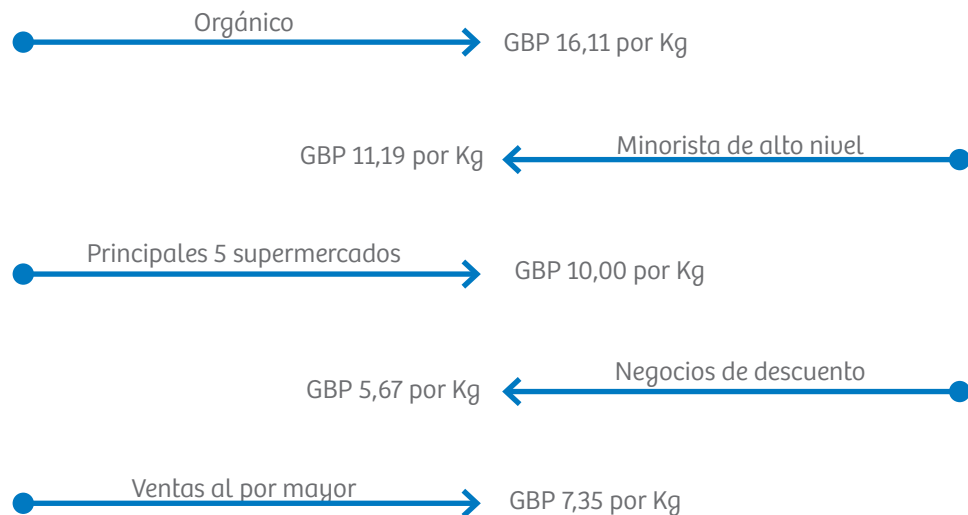 Orgánico
GBP 16,11 por Kg
GBP 11,19 por Kg
Minorista de alto nivel
Principales 5 supermercados
GBP 10,00 por Kg
GBP 5,67 por Kg
Negocios de descuento
Ventas al por mayor
GBP 7,35 por Kg